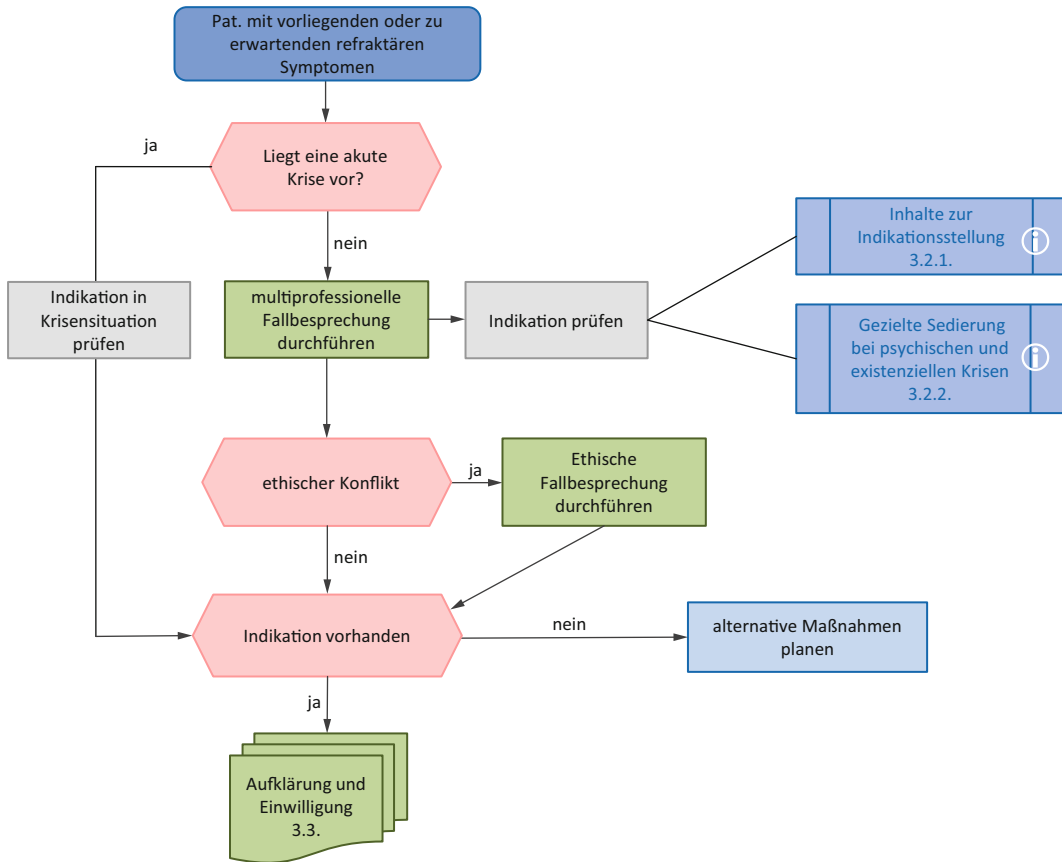 Pat. mit vorliegenden oder zu
erwartenden refraktären
Symptomen
ja
Liegt eine akute
Krise vor?
nein
Inhalte zur
Indikationsstellung
3.2.1.
i
Indikation in
Krisensituation
prüfen
multiprofessionelle
Fallbesprechung
durchführen
Indikation prüfen
Gezielte Sedierung
bei psychischen und
existenziellen Krisen
3.2.2.
i
ethischer Konflikt
ja
Ethische
Fallbesprechung
durchführen
nein
Indikation vorhanden
nein
alternative Maßnahmen
planen
ja
Aufklärung und
Einwilligung
3.3.